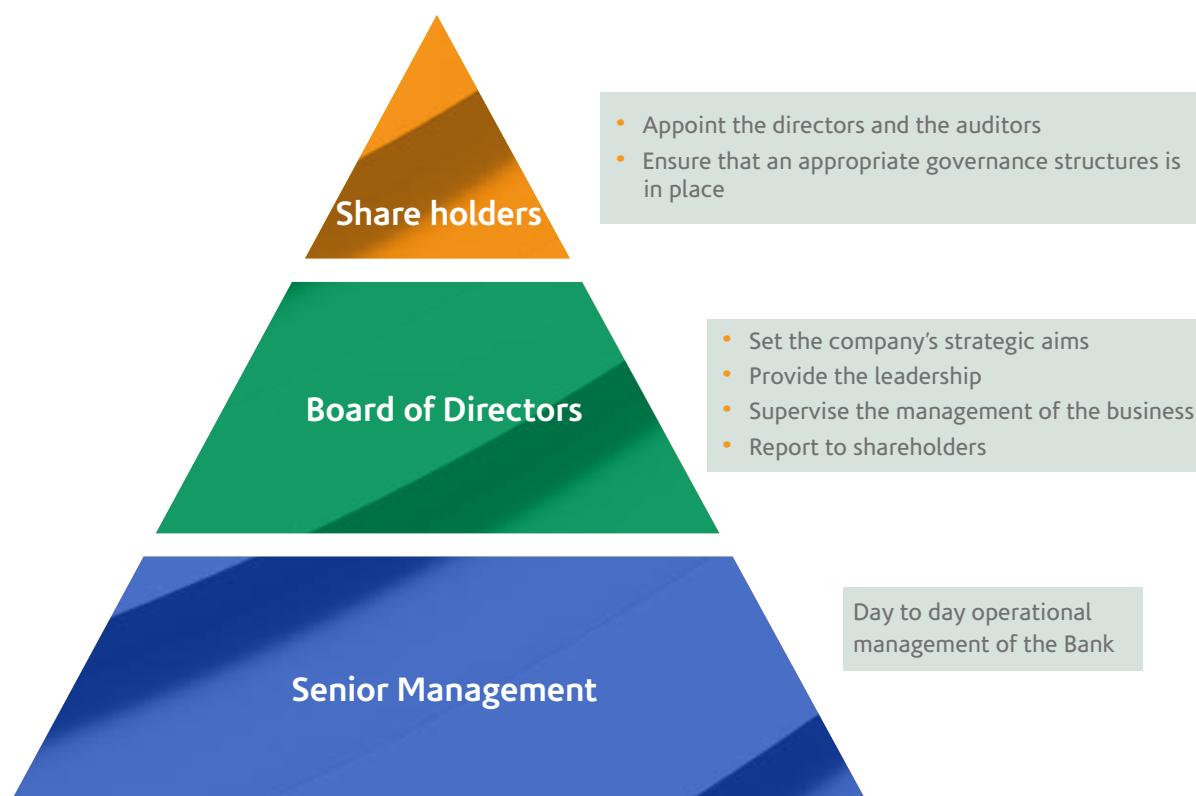 Share holders
• Appoint the directors and the auditors
• Ensure that an appropriate governance structures is
in place
Board of Directors
• Set the company’s strategic aims
• Provide the leadership
• Supervise the management of the business
• Report to shareholders
Senior Management
Day to day operational
management of the Bank